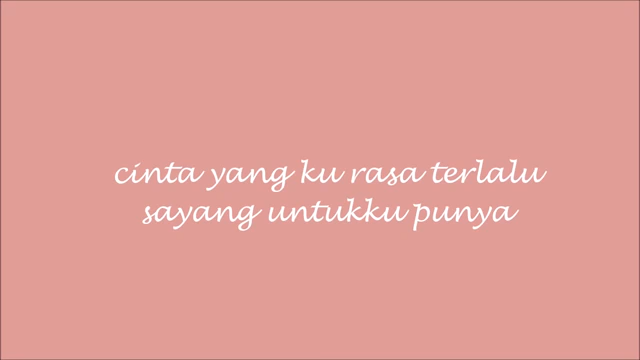 cinta yang ku rasa terlalu
sayang untukku punya